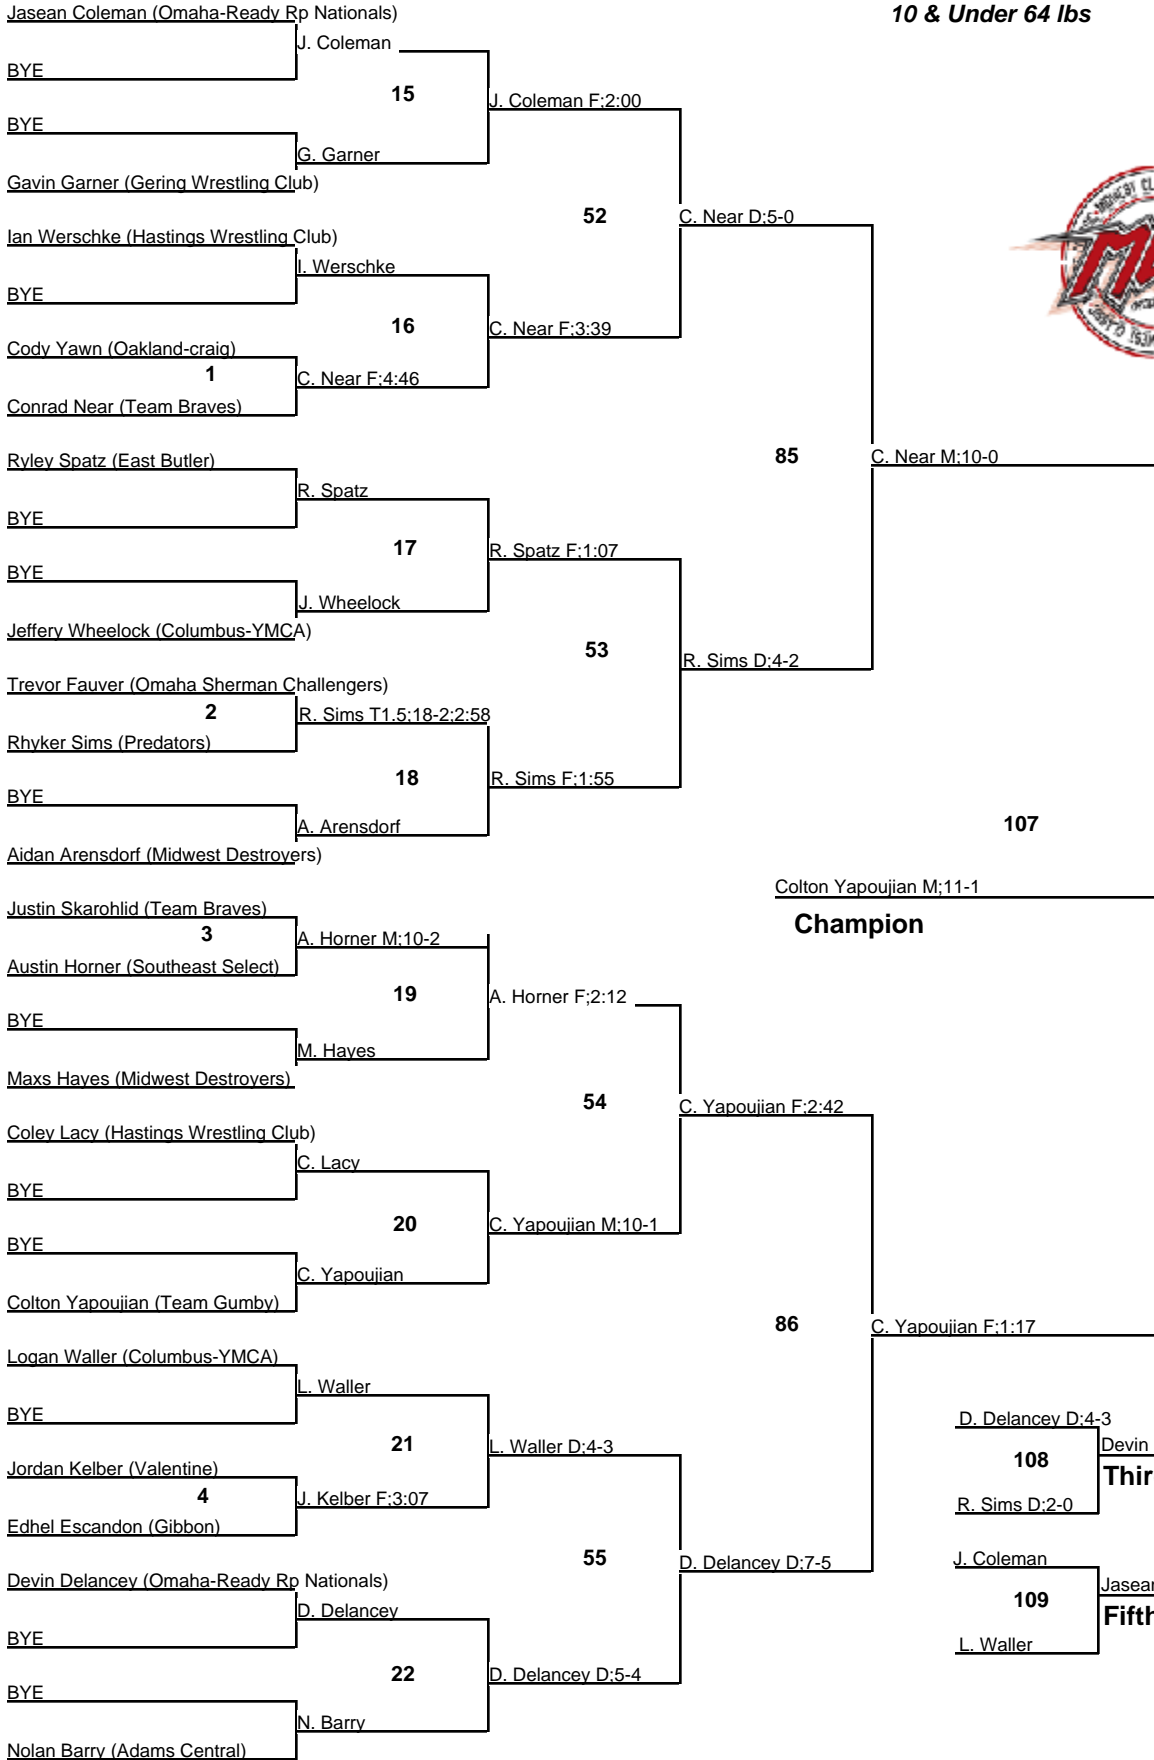 Jasean Coleman (Omaha-Ready Rp Nationals)
10 & Under 64 lbs
J. Coleman
BYE
15
J. Coleman F;2:00
BYE
G. Garner
Gavin Garner (Gering Wrestling Club)
52
C. Near D;5-0
Ian Werschke (Hastings Wrestling Club)
I. Werschke
BYE
16
C. Near F;3:39
Cody Yawn (Oakland-craig)
1
C. Near F;4:46
Conrad Near (Team Braves)
85
C. Near M;10-0
Ryley Spatz (East Butler)
R. Spatz
BYE
17
R. Spatz F;1:07
BYE
J. Wheelock
Jeffery Wheelock (Columbus-YMCA)
53
R. Sims D;4-2
Trevor Fauver (Omaha Sherman Challengers)
2
R. Sims T1.5;18-2;2:58
Rhyker Sims (Predators)
18
R. Sims F;1:55
BYE
A. Arensdorf
Aidan Arensdorf (Midwest Destroyers)
107
Colton Yapoujian M;11-1
Champion
Justin Skarohlid (Team Braves)
3
A. Horner M;10-2
Austin Horner (Southeast Select)
19
A. Horner F;2:12
BYE
M. Hayes
Maxs Hayes (Midwest Destroyers)
54
C. Yapoujian F;2:42
Coley Lacy (Hastings Wrestling Club)
C. Lacy
BYE
20
C. Yapoujian M;10-1
BYE
C. Yapoujian
Colton Yapoujian (Team Gumby)
86
C. Yapoujian F;1:17
Logan Waller (Columbus-YMCA)
L. Waller
BYE
21
L. Waller D;4-3
Jordan Kelber (Valentine)
4
J. Kelber F;3:07
Edhel Escandon (Gibbon)
55
D. Delancey D;7-5
Devin Delancey (Omaha-Ready Rp Nationals)
D. Delancey
BYE
22
D. Delancey D;5-4
BYE
N. Barry
Nolan Barry (Adams Central)
D. Delancey D;4-3
108
Devin
Thir
R. Sims D;2-0
J. Coleman
109
Jasean
Fifth
L. Waller